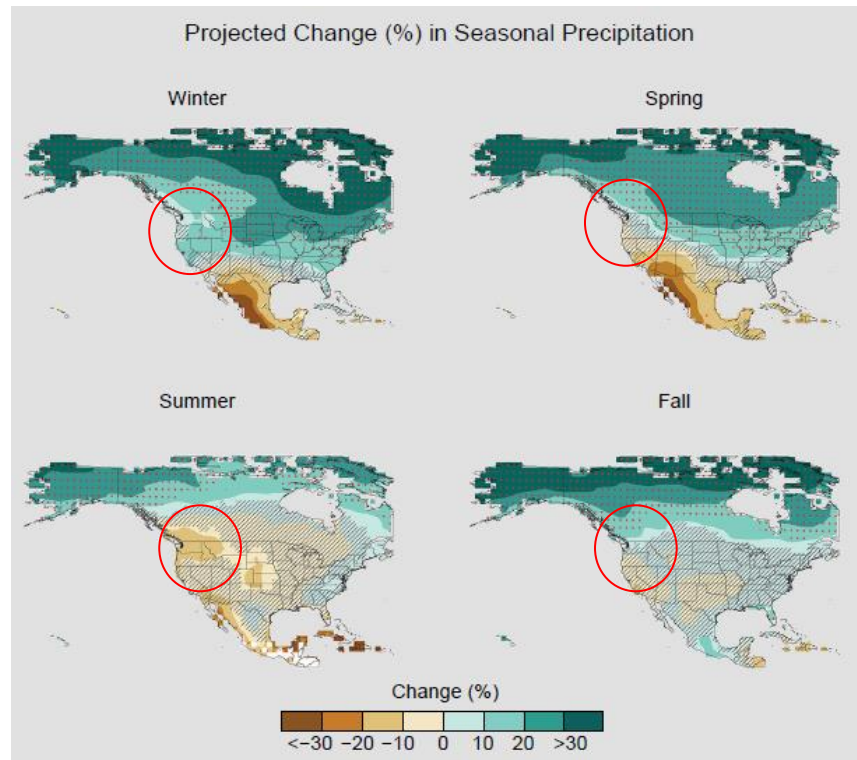 Projected Change (%) in Seasonal Precipitation
Winter
Spring
Summer
Fall
Change (%)
<−30 −20 −10 0 10 20 >30